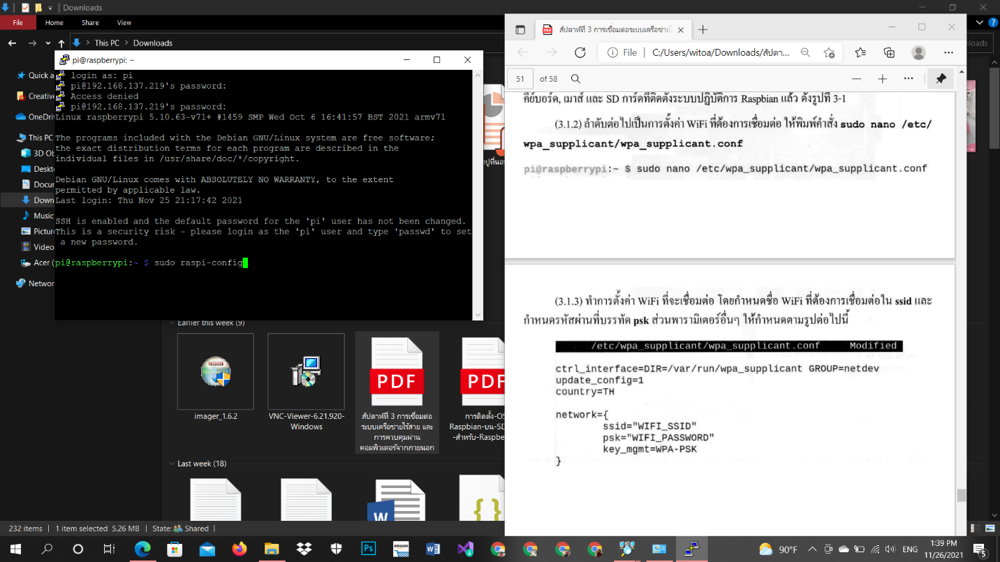 Downloads
File
Home
Share
View
This PC
Downloads
Quick a
Creative
OneDriv
This PC
3D Ob
Deskt
Docur
Down
Music
Picture
Video
Acer (
Networ
pi@raspberrypi: ~
login as: pi
pi@192.168.137.219's password:
Access denied
pi@192.168.137.219's password:
Linux raspberrypi 5.10.63-v7l+ #1459 SMP Wed Oct 6 16:41:57 BST 2021 armv7l
The programs included with the Debian GNU/Linux system are free software;
the exact distribution terms for each program are described in the
individual files in /usr/share/doc/*/copyright.
Debian GNU/Linux comes with ABSOLUTELY NO WARRANTY, to the extent
permitted by applicable law.
Last login: Thu Nov 25 21:17:42 2021
SSH is enabled and the default password for the 'pi' user has not been changed.
This is a security risk - please login as the 'pi' user and type 'passwd' to set
a new password.
pi@raspberrypi:~ $ sudo raspi-config
Earlier this week (9)
imager_1.6.2
VNC-Viewer-6.21.920-
Windows
PDF
สัปดาห์ที่ 3 การเชื่อมต่อ
ระบบเครือข่ายไร้สาย และ
การควบคุมผ่าน
คอมพิวเตอร์จากภายนอก
PDF
การติดตั้ง-OS
Raspbian-บน-SD
-สำหรับ-Raspbe
Last week (18)
232 items
1 item selected 5.26 MB
State:
Shared
สัปดาห์ที่ 3 การเชื่อมต่อระบบเครือข่ายไ
File
C:/Users/witoa/Downloads/สัปดา...
51
of 58
คีย์บอร์ด, เมาส์ และ SD การ์ดที่ติดตั้งระบบปฏิบัติการ Raspbian แล้ว ดังรูปที่ 3-1
(3.1.2) ลำดับต่อไปเป็นการตั้งค่า WiFi ที่ต้องการเชื่อมต่อ ให้พิมพ์คำสั่ง sudo nano /etc/
wpa_supplicant/wpa_supplicant.conf
pi@raspberrypi:~ $ sudo nano /etc/wpa_supplicant/wpa_supplicant.conf
(3.1.3) ทำการตั้งค่า WiFi ที่จะเชื่อมต่อ โดยกำหนดชื่อ WiFi ที่ต้องการเชื่อมต่อใน ssid และ
กำหนดรหัสผ่านที่บรรทัด psk ส่วนพารามิเตอร์อื่นๆ ให้กำหนดตามรูปต่อไปนี้
/etc/wpa_supplicant/wpa_supplicant.conf Modified
ctrl_interface=DIR=/var/run/wpa_supplicant GROUP=netdev
update_config=1
country=TH
network={
ssid="WIFI_SSID"
psk="WIFI_PASSWORD"
key_mgmt=WPA-PSK
}
90°F
ENG
1:39 PM
11/26/2021
5